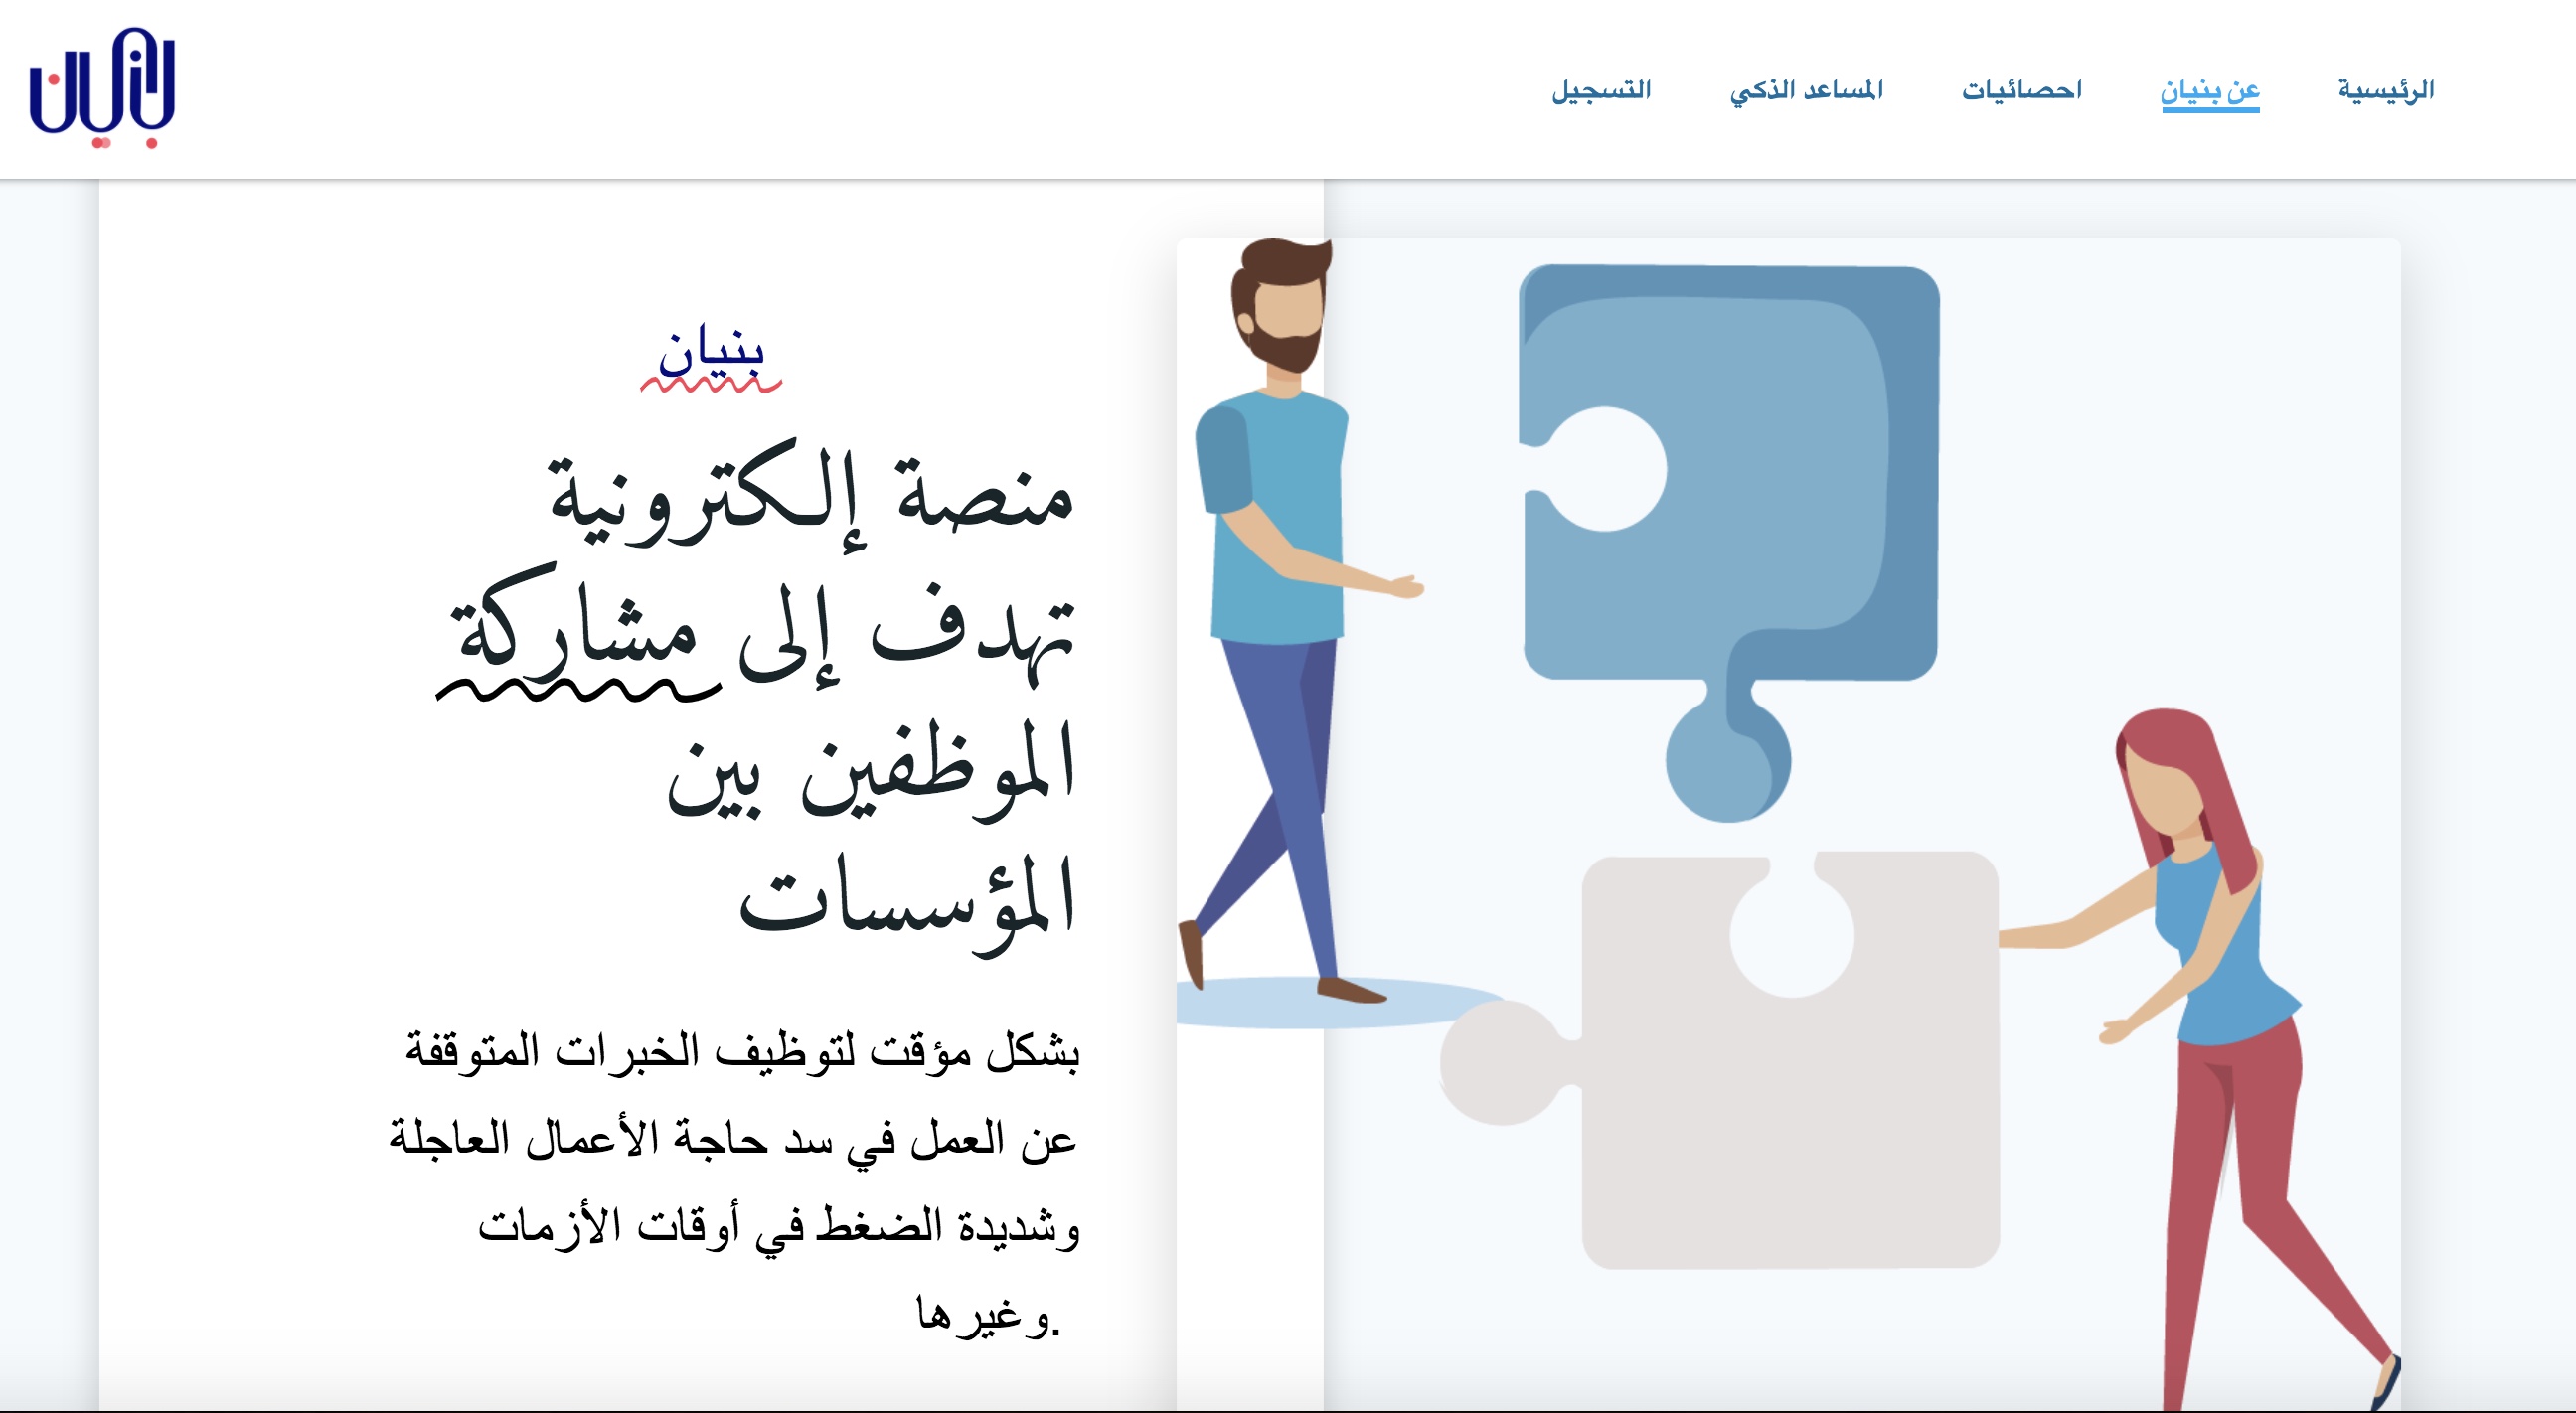 الرئيسية
عن بنيان
احصائيات
المساعد الذكي
التسجيل
بنيان
بنيان
منصة إلكترونية
تهدف إلى مشاركة
الموظفين بين
المؤسسات
بشكل مؤقت لتوظيف الخبرات المتوقفة
عن العمل في سد حاجة الأعمال العاجلة
وشديدة الضغط في أوقات الأزمات
.وغيرها